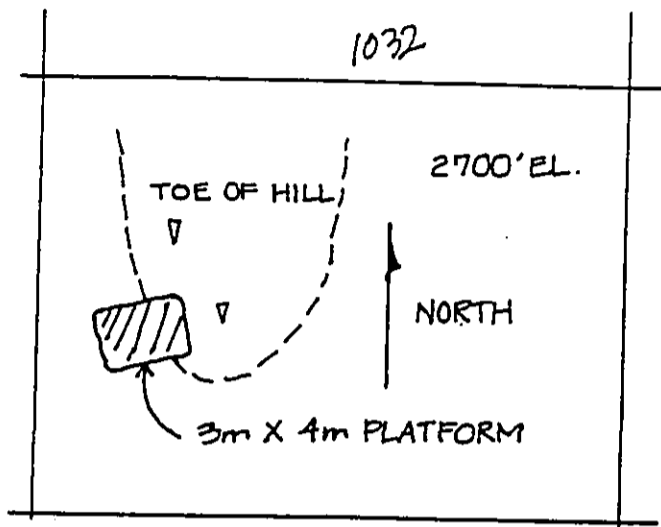 1032
2700' EL.
TOE OF HILL
NORTH
3m X 4m PLATFORM